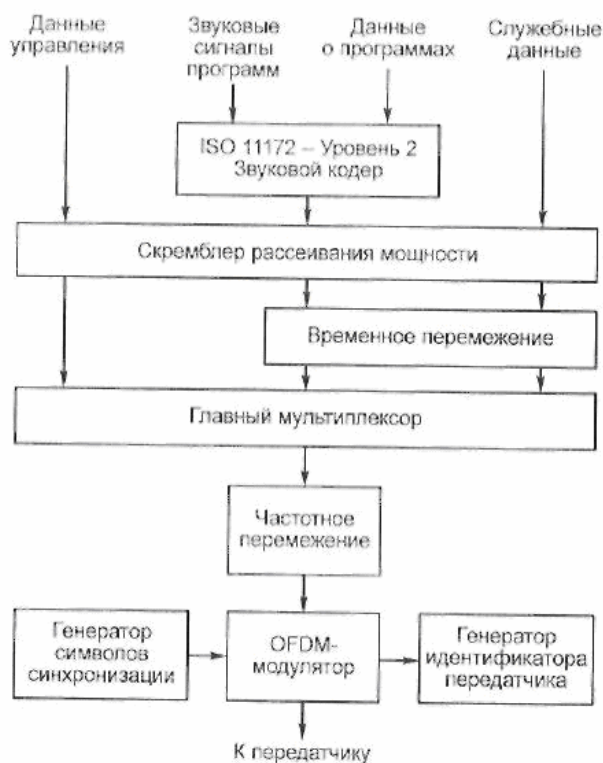 Данные
управления
Звуковые
сигналы
программ
Данные
о программах
Служебные
данные
ISO 11172 – Уровень 2
Звуковой кодер
Скремблер рассеивания мощности
Временное перемежение
Главный мультиплексор
Частотное
перемежение
Генератор
символов
синхронизации
OFDM-
модулятор
Генератор
идентификатора
передатчика
К передатчику